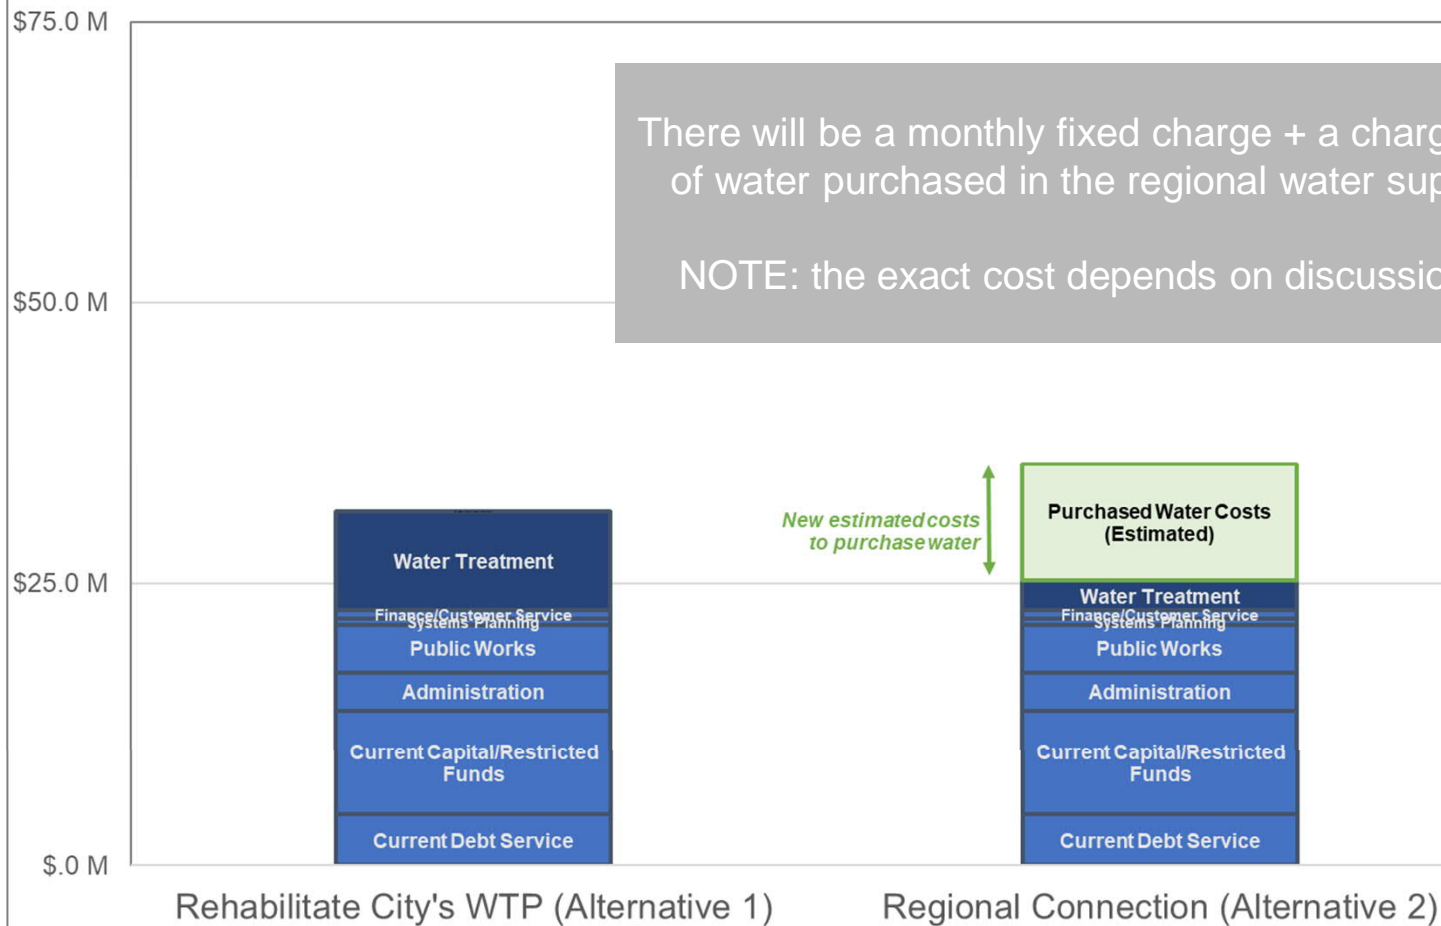 $75.0 M
There will be a monthly fixed charge + a charg
of water purchased in the regional water sup
NOTE: the exact cost depends on discussio
$50.0 M
$25.0 M
$.0 M
Water Treatment
Finance/Customer Service
Systems Planning
Public Works
Administration
Current Capital/Restricted
Funds
Current Debt Service
New estimated costs
to purchase water
Purchased Water Costs
(Estimated)
Water Treatment
Finance/Customer Service
Systems Planning
Public Works
Administration
Current Capital/Restricted
Funds
Current Debt Service
Rehabilitate City's WTP (Alternative 1)
Regional Connection (Alternative 2)